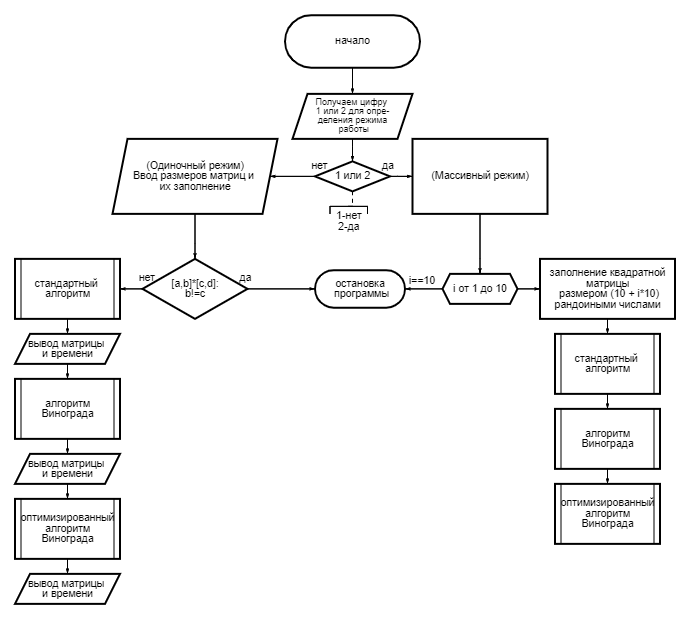 начало
Получаем цифру
1 или 2 для опре-
деления режима
работы
нет
да
(Одиночный режим)
Ввод размеров матриц и
их заполнение
1 или 2
(Массивный режим)
1-нет
2-да
нет
[a,b]*[c,d]:
b!=c
да
остановка
программы
i==10
i от 1 до 10
заполнение квадратной
матрицы
размером (10 + i*10)
рандоиными числами
стандартный
алгоритм
вывод матрицы
и времени
алгоритм
Винограда
вывод матрицы
и времени
оптимизированный
алгоритм
Винограда
вывод матрицы
и времени
стандартный
алгоритм
алгоритм
Винограда
оптимизированный
алгоритм
Винограда